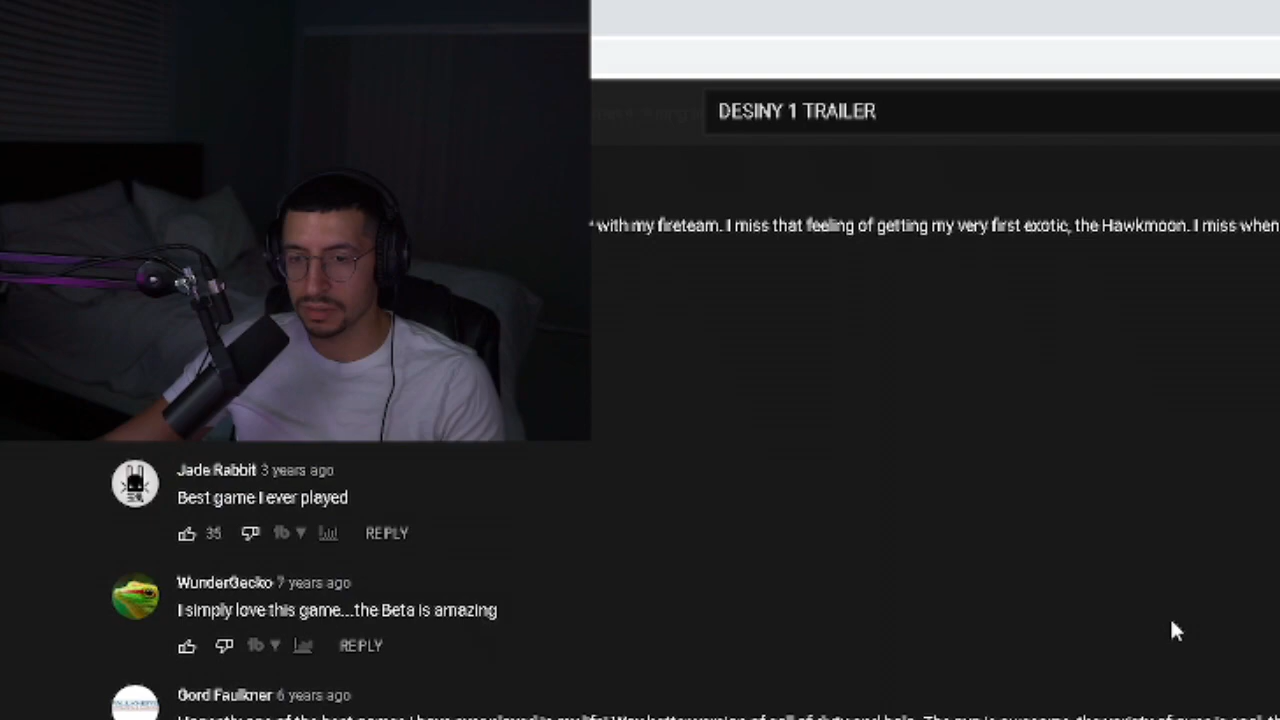 DESINY 1 TRAILER
with my fireteam. I miss that feeling of getting my very first exotic, the Hawkmoon. I miss when
Jade Rabbit 3 years ago
Best game I ever played
35 REPLY
WunderGecko 7 years ago
I simply love this game...the Beta is amazing
REPLY
Gord Faulkner 6 years ago